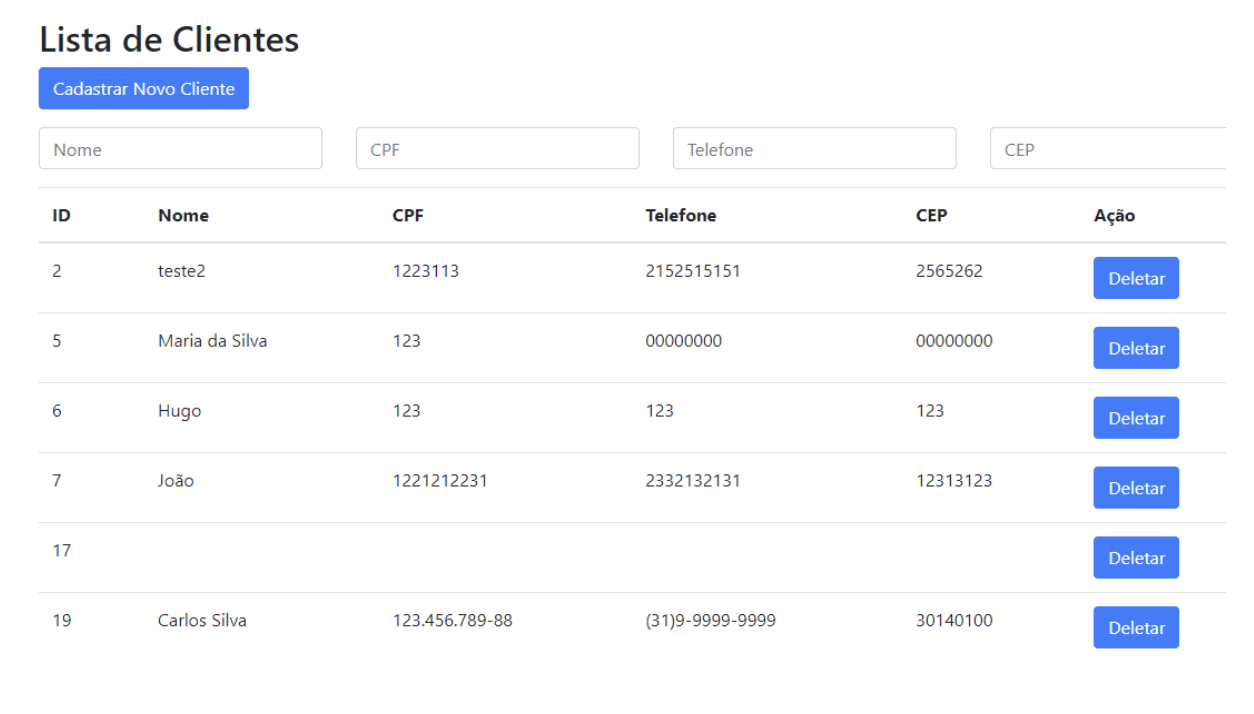 Lista de Clientes
Cadastrar Novo Cliente
Nome CPF Telefone CEP
ID Nome CPF Telefone CEP Ação
2 teste2 1223113 2152515151 2565262 Deletar
5 Maria da Silva 123 00000000 00000000 Deletar
6 Hugo 123 123 123 Deletar
7 João 1221212231 2332132131 12313123 Deletar
17 Deletar
19 Carlos Silva 123.456.789-88 (31)9-9999-9999 30140100 Deletar